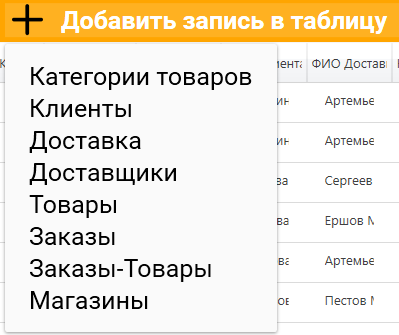 Добавить запись в таблицу
ФИО Достав
Категории товаров
Клиенты
Доставка
Доставщики
Товары
Заказы
Заказы-Товары
Магазины
Артемье
Артемье
Сергеев
Ершов М
Артемье
Пестов М